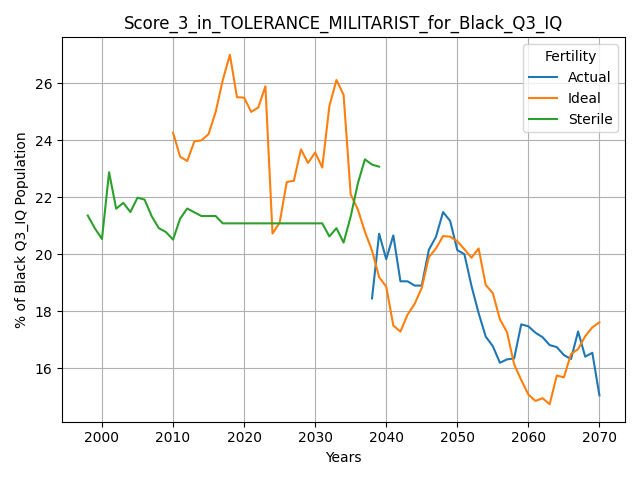 Score_3_in_TOLERANCE_MILITARIST_for_Black_Q3_IQ
% of Black Q3_IQ Population
26
24
22
20
18
16
Fertility
Actual
Ideal
Sterile
2000 2010 2020 2030 2040 2050 2060 2070
Years